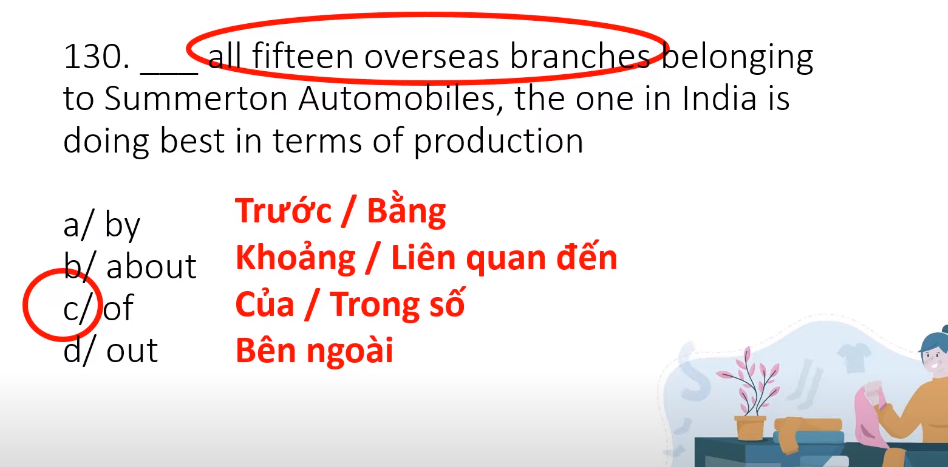 130. ___ all fifteen overseas branches belonging
to Summerton Automobiles, the one in India is
doing best in terms of production
a/ by Trước / Bằng
b/ about Khoảng / Liên quan đến
c/ of Của / Trong số
d/ out Bên ngoài